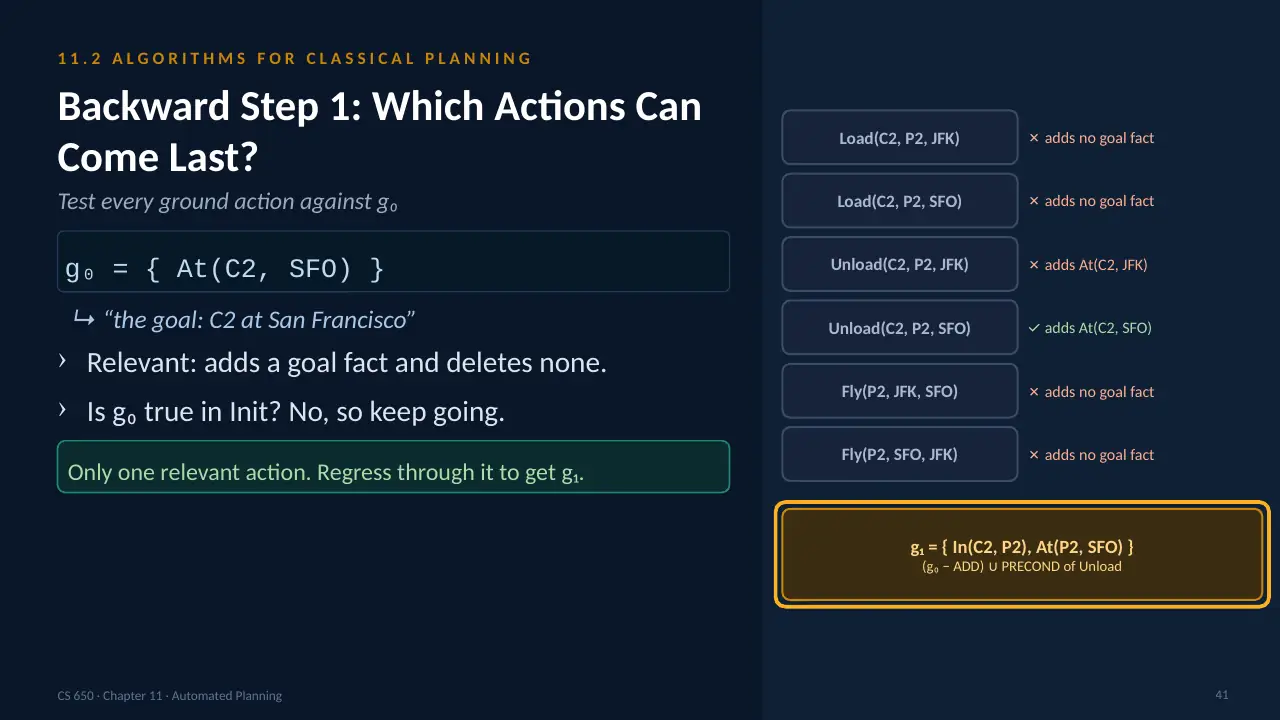 11.2 ALGORITHMS FOR CLASSICAL PLANNING
Backward Step 1: Which Actions Can
Come Last?
Test every ground action against g₀
g₀ = { At(C2, SFO) }
↪ “the goal: C2 at San Francisco”
› Relevant: adds a goal fact and deletes none.
› Is g₀ true in Init? No, so keep going.
Only one relevant action. Regress through it to get g₁.
Load(C2, P2, JFK) × adds no goal fact
Load(C2, P2, SFO) × adds no goal fact
Unload(C2, P2, JFK) × adds At(C2, JFK)
Unload(C2, P2, SFO) ✓ adds At(C2, SFO)
Fly(P2, JFK, SFO) × adds no goal fact
Fly(P2, SFO, JFK) × adds no goal fact
g₁ = { In(C2, P2), At(P2, SFO) }
(g₀ − ADD) ∪ PRECOND of Unload
CS 650 · Chapter 11 · Automated Planning
41